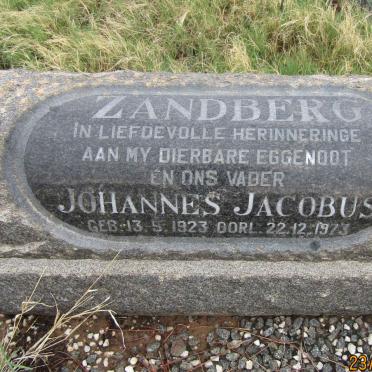 ZANDBERG
IN LIEFDEVOLLE HERINNERINGE
AAN MY DIERBARE EGGENOOT
EN ONS VADER
JOHANNES JACOBUS
GEB. 13.5.1923 OORL. 22.12.1973
23